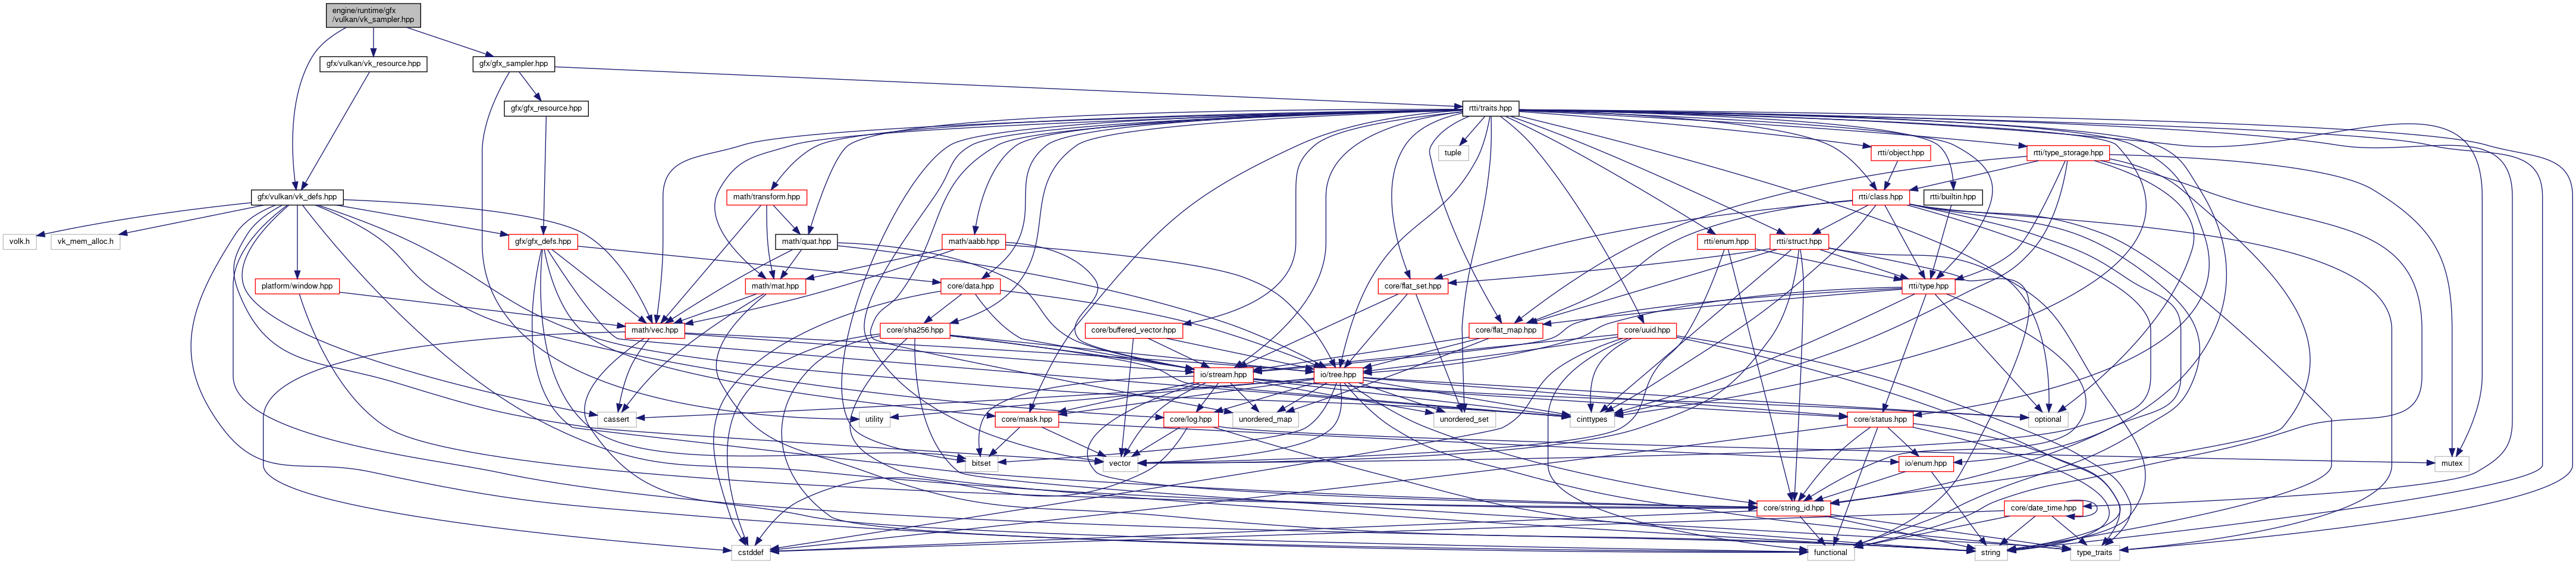 engine/runtime/gfx
/vulkan/vk_sampler.hpp
gfx/vulkan/vk_resource.hpp
gfx/gfx_sampler.hpp
gfx/gfx_resource.hpp
rtti/traits.hpp
tuple
rtti/object.hpp
rtti/type_storage.hpp
gfx/vulkan/vk_defs.hpp
math/transform.hpp
rtti/class.hpp
rtti/builtin.hpp
volk.h
vk_mem_alloc.h
gfx/gfx_defs.hpp
math/quat.hpp
math/aabb.hpp
rtti/enum.hpp
rtti/struct.hpp
platform/window.hpp
math/mat.hpp
core/data.hpp
core/flat_set.hpp
rtti/type.hpp
math/vec.hpp
core/sha256.hpp
core/buffered_vector.hpp
core/flat_map.hpp
core/uuid.hpp
io/stream.hpp
io/tree.hpp
cassert
utility
core/mask.hpp
core/log.hpp
unordered_map
unordered_set
cinttypes
core/status.hpp
optional
bitset
vector
io/enum.hpp
mutex
core/string_id.hpp
core/date_time.hpp
cstddef
functional
string
type_traits